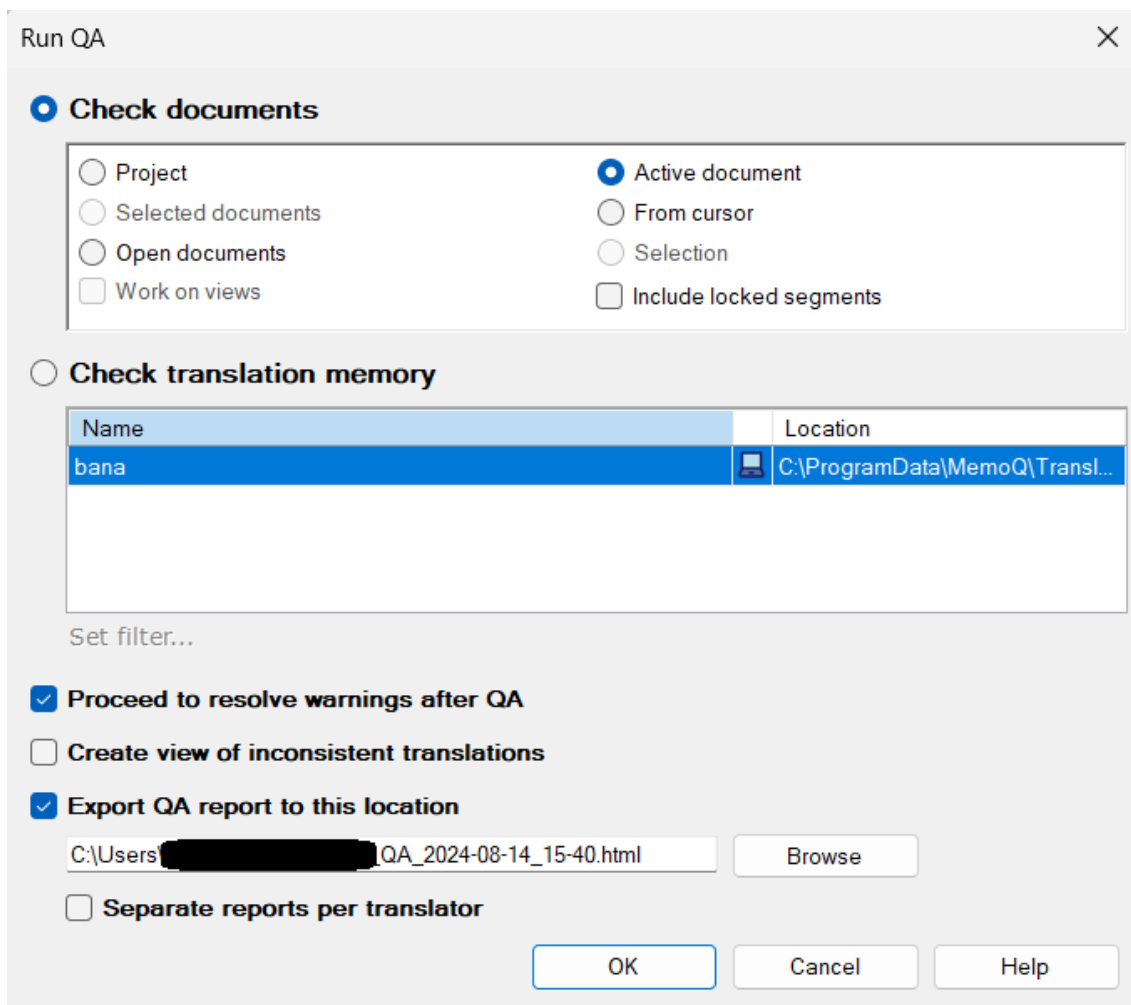 Run QA
Check documents
Project
Active document
Selected documents
From cursor
Open documents
Selection
Work on views
Include locked segments
Check translation memory
Name Location
bana C:\ProgramData\MemoQ\Transl...
Set filter...
Proceed to resolve warnings after QA
Create view of inconsistent translations
Export QA report to this location
C:\Users\ QA_2024-08-14_15-40.html Browse
Separate reports per translator
OK Cancel Help